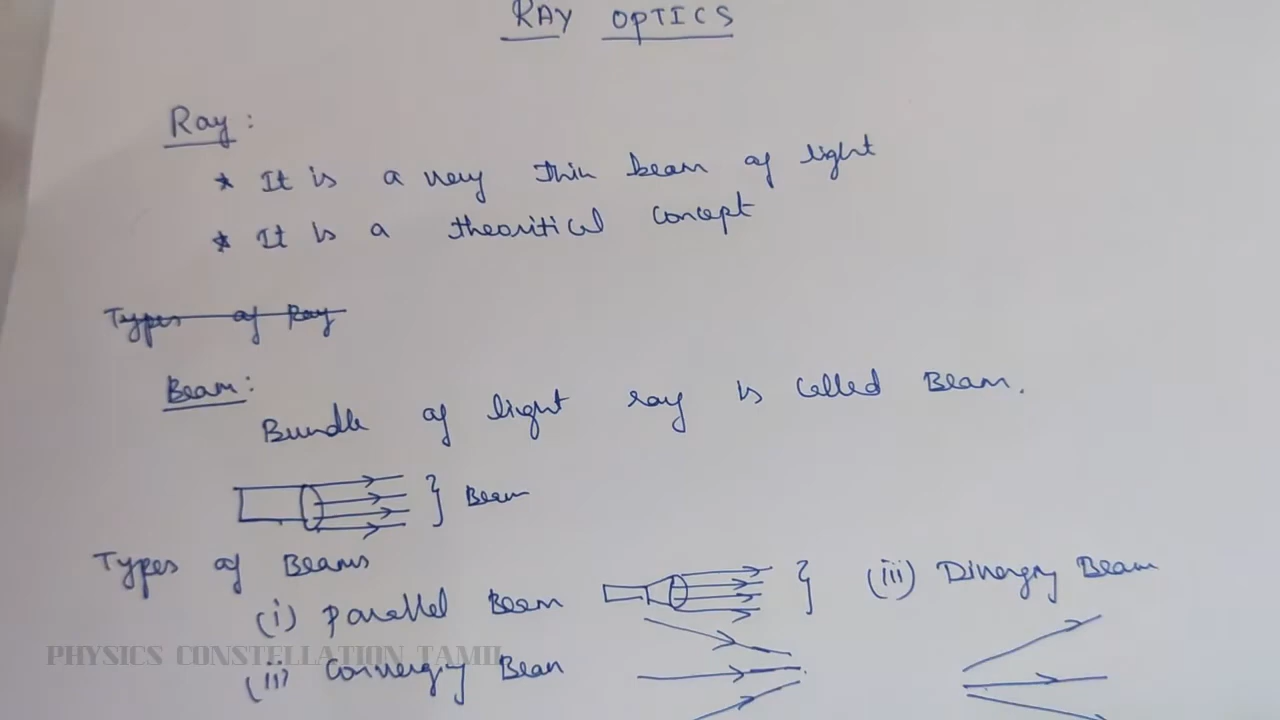 RAY OPTICS
Ray:
* It is a very thin beam of light
* It is a theoritical concept
Types of Ray
Beam:
Bundle of light ray is called Beam.
} Beam
Types of Beams
(i) Parallel Beam }
(iii) Divergy Beam
(ii) Convergy Beam
PHYSICS CONSTELLATION TAMIL